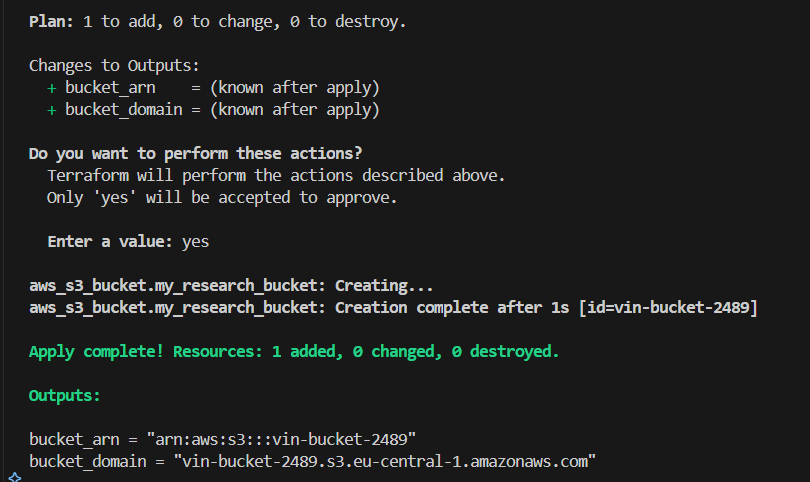 Plan: 1 to add, 0 to change, 0 to destroy.
Changes to Outputs:
+ bucket_arn    = (known after apply)
+ bucket_domain = (known after apply)
Do you want to perform these actions?
Terraform will perform the actions described above.
Only 'yes' will be accepted to approve.
Enter a value: yes
aws_s3_bucket.my_research_bucket: Creating...
aws_s3_bucket.my_research_bucket: Creation complete after 1s [id=vin-bucket-2489]
Apply complete! Resources: 1 added, 0 changed, 0 destroyed.
Outputs:
bucket_arn = "arn:aws:s3:::vin-bucket-2489"
bucket_domain = "vin-bucket-2489.s3.eu-central-1.amazonaws.com"